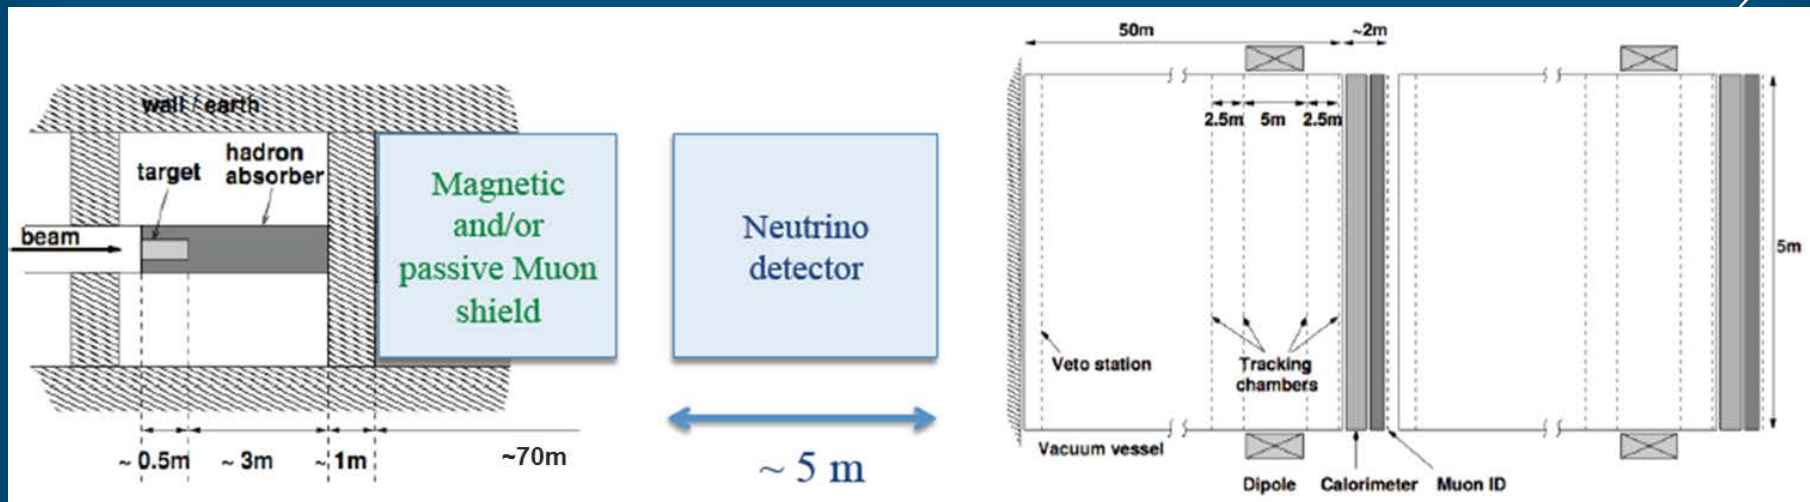 wall / earth
hadron
absorber
target
beam
Magnetic
and/or
passive Muon
shield
~ 0.5m
~ 3m
~ 1m
~70m
Neutrino
detector
~ 5 m
50m
~2m
2.5m
5m
2.5m
5m
Veto station
Tracking
chambers
Vacuum vessel
Dipole
Calorimeter
Muon ID